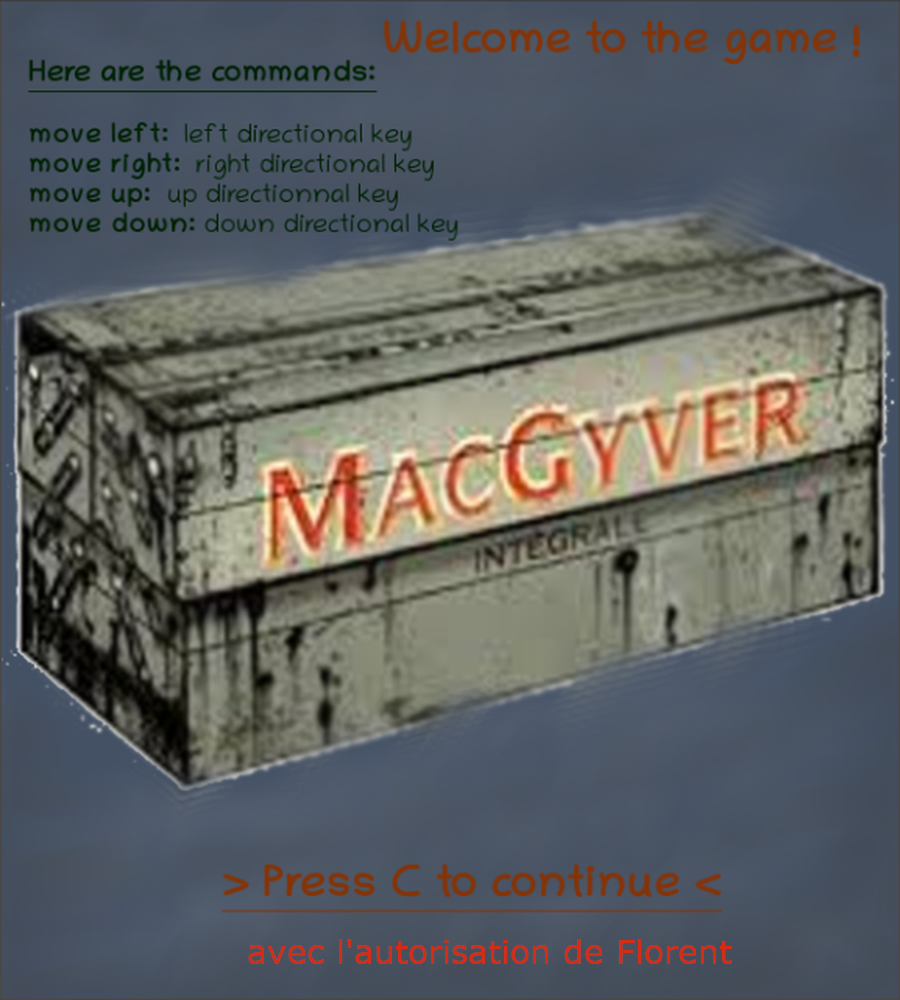 Welcome to the game !
Here are the commands:
move left: left directional key
move right: right directional key
move up: up directionnal key
move down: down directional key
MACGYVER
INTÉGRALE
> Press C to continue <
avec l'autorisation de Florent